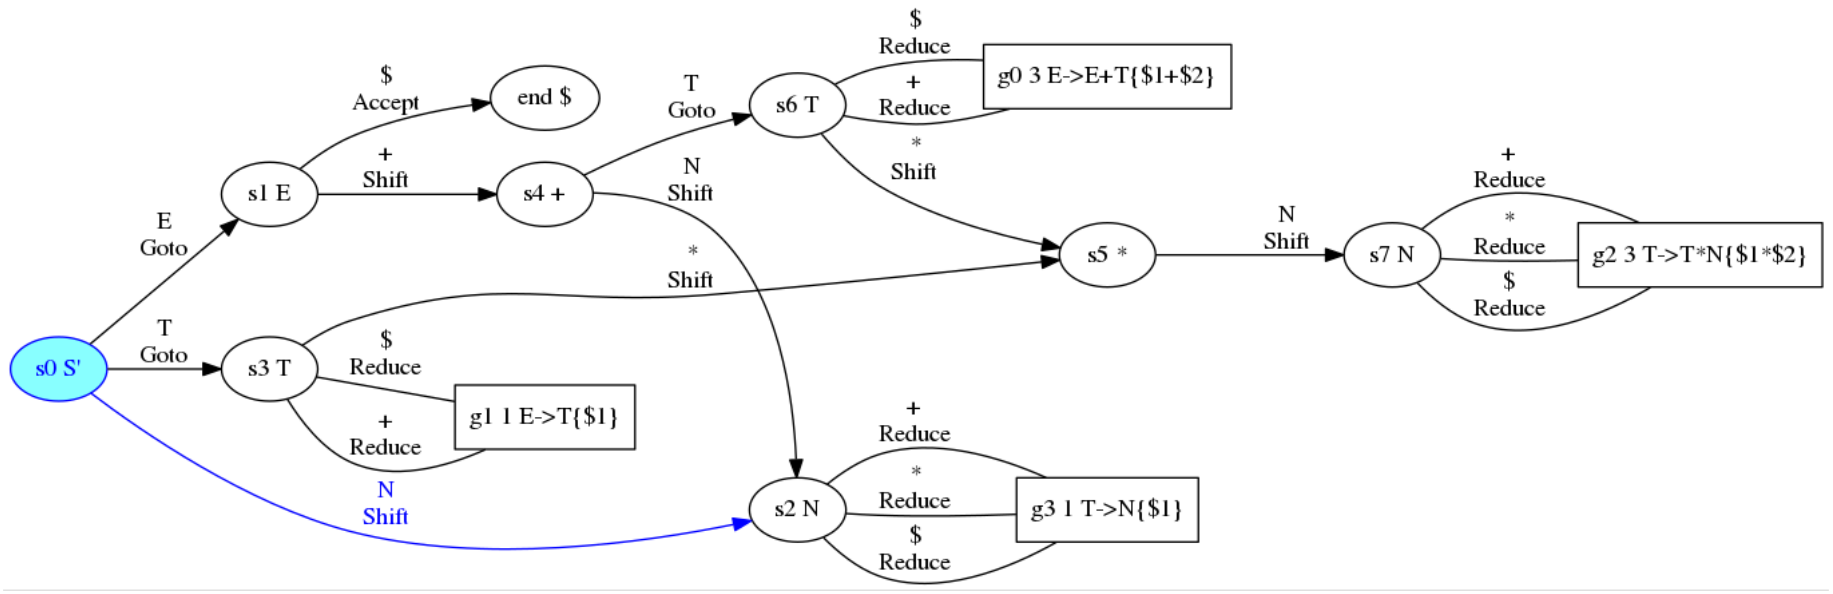 $
Reduce
g0 3 E->E+T{$1+$2}
+
Reduce
$
Accept
end $
T
Goto
s6 T
*
Shift
+
Shift
s1 E
s4 +
N
Shift
E
Goto
*
Shift
s5 *
N
Shift
s7 N
+
Reduce
*
Reduce
g2 3 T->T*N{$1*$2}
$
Reduce
s0 S'
T
Goto
s3 T
$
Reduce
g1 1 E->T{$1}
+
Reduce
N
Shift
s2 N
+
Reduce
*
Reduce
g3 1 T->N{$1}
$
Reduce